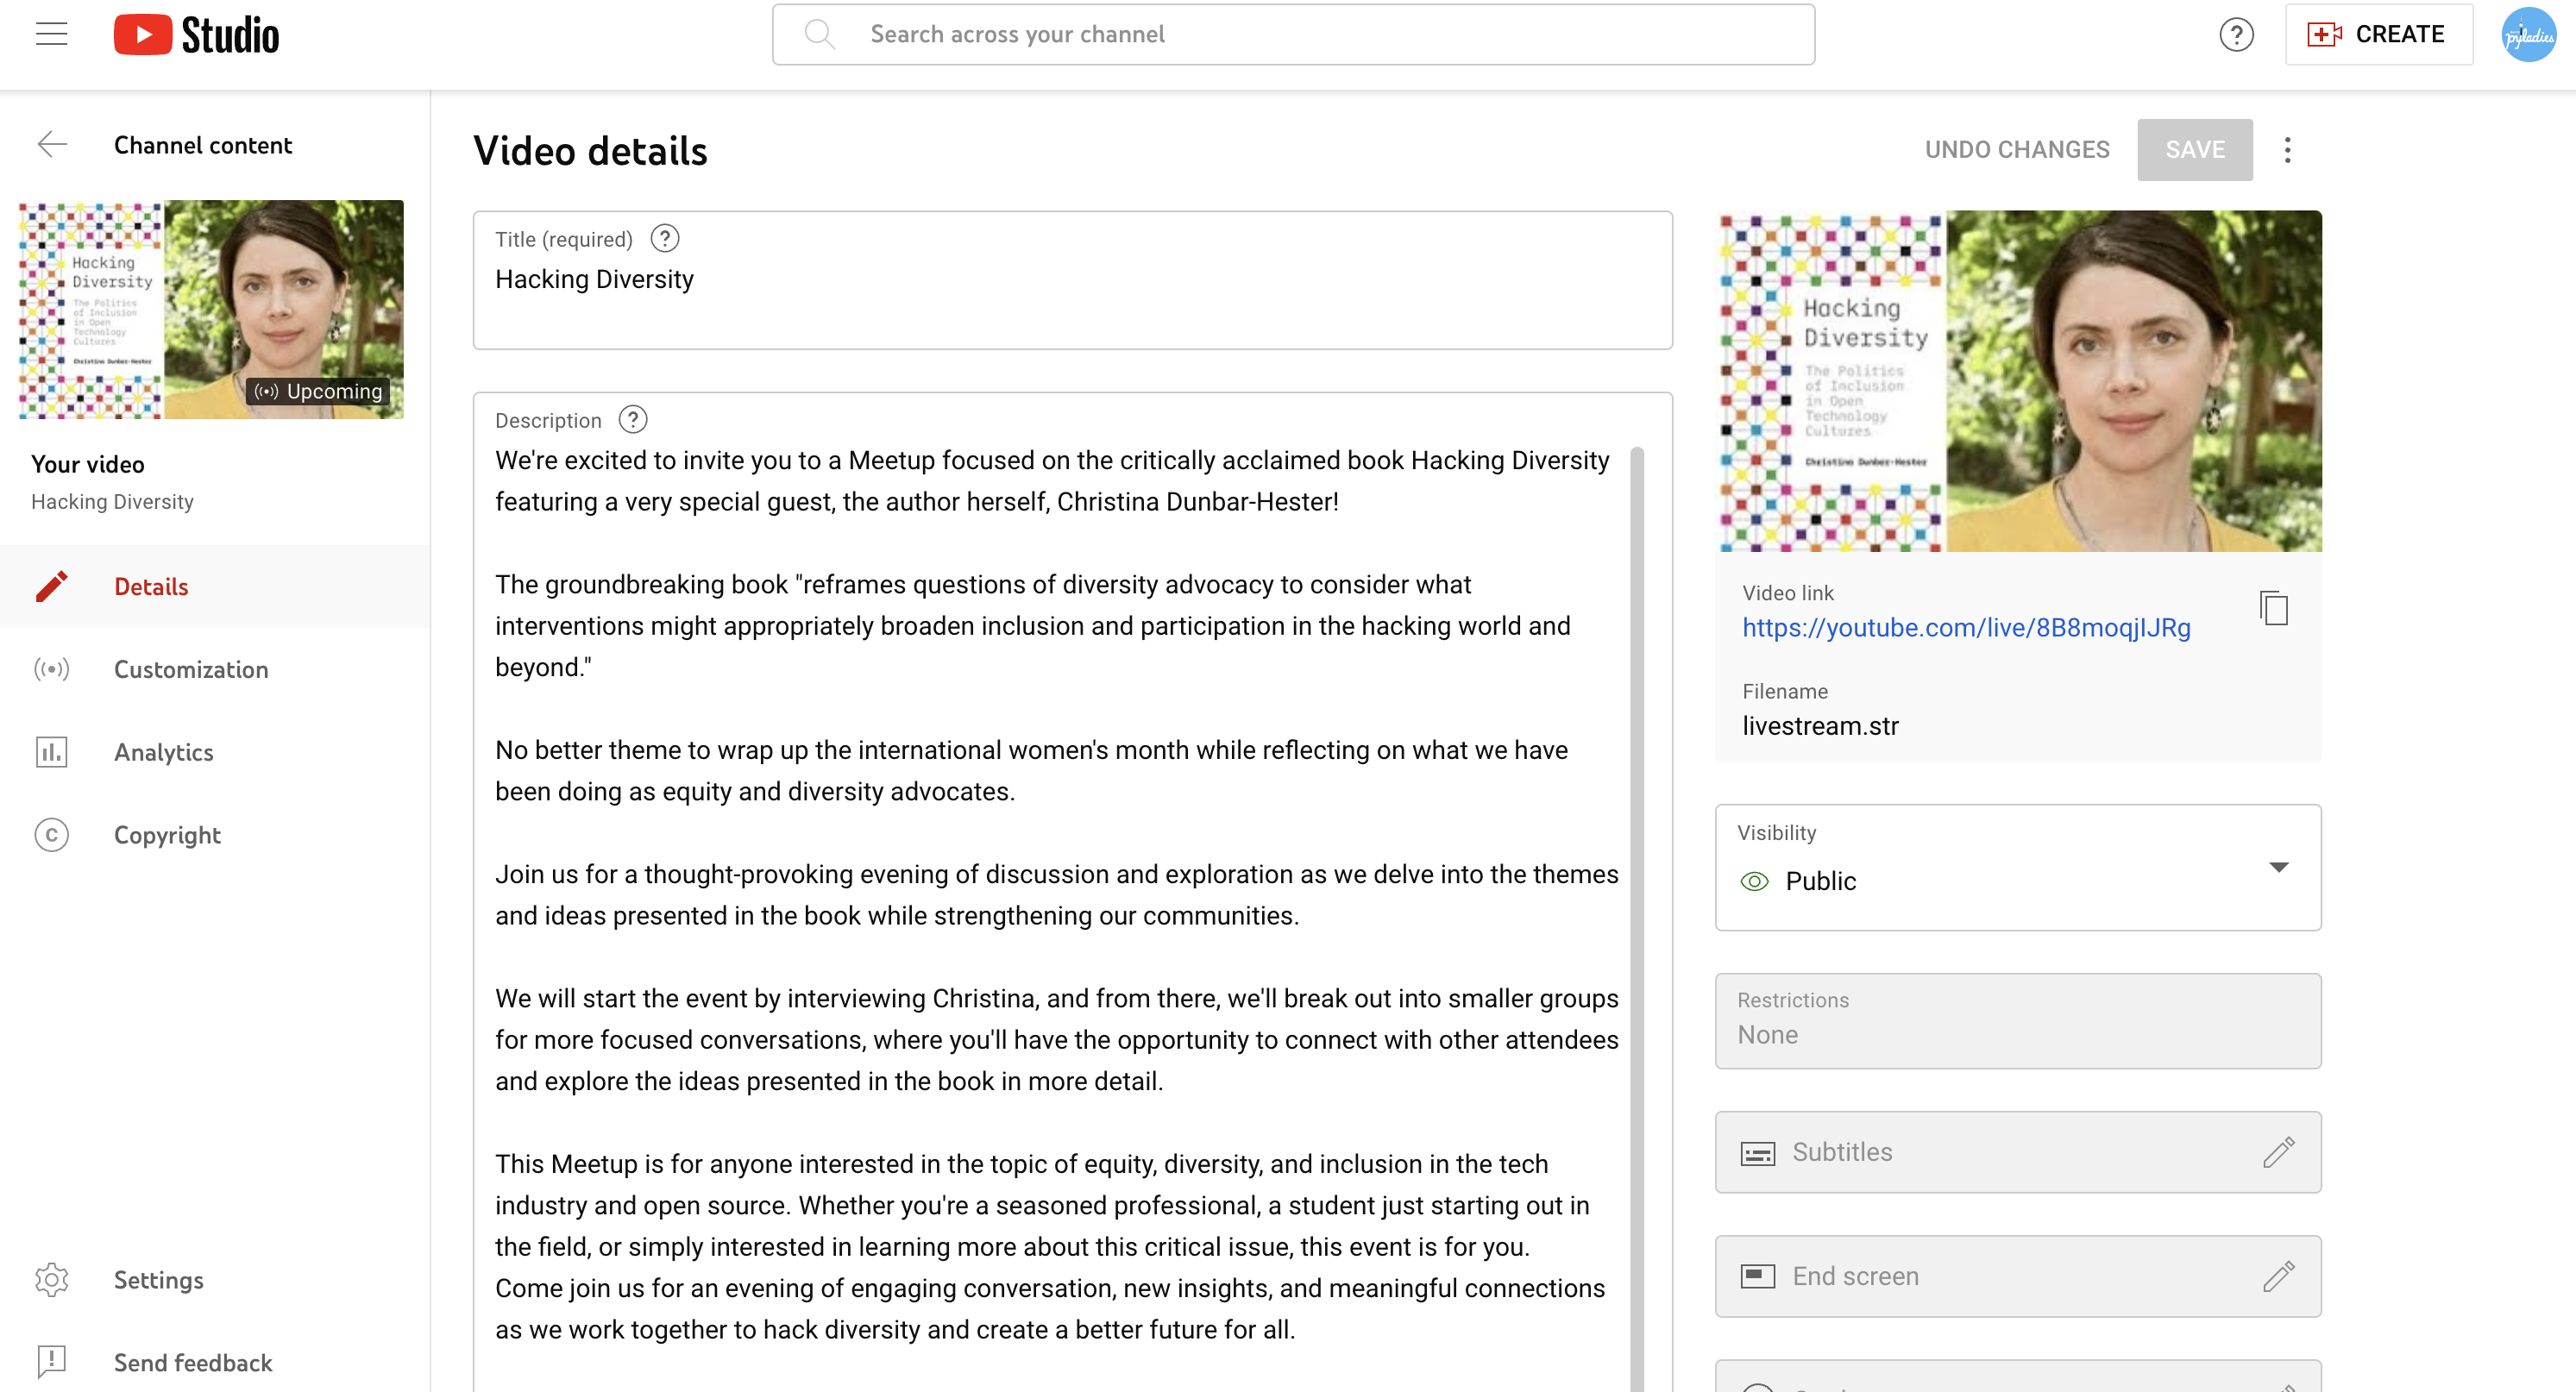 Studio
Search across your channel
?
CREATE
pyladies
Channel content
Hacking
Diversity
The Politics
of Inclusion
in Open
Technology
Cultures
Christina Dunbar-Hester
Upcoming
Your video
Hacking Diversity
Details
Customization
Analytics
Copyright
Settings
Send feedback
Video details
UNDO CHANGES
SAVE
Title (required) ?
Hacking Diversity
Description ?
We're excited to invite you to a Meetup focused on the critically acclaimed book Hacking Diversity
featuring a very special guest, the author herself, Christina Dunbar-Hester!
The groundbreaking book "reframes questions of diversity advocacy to consider what
interventions might appropriately broaden inclusion and participation in the hacking world and
beyond."
No better theme to wrap up the international women's month while reflecting on what we have
been doing as equity and diversity advocates.
Join us for a thought-provoking evening of discussion and exploration as we delve into the themes
and ideas presented in the book while strengthening our communities.
We will start the event by interviewing Christina, and from there, we'll break out into smaller groups
for more focused conversations, where you'll have the opportunity to connect with other attendees
and explore the ideas presented in the book in more detail.
This Meetup is for anyone interested in the topic of equity, diversity, and inclusion in the tech
industry and open source. Whether you're a seasoned professional, a student just starting out in
the field, or simply interested in learning more about this critical issue, this event is for you.
Come join us for an evening of engaging conversation, new insights, and meaningful connections
as we work together to hack diversity and create a better future for all.
Hacking
Diversity
The Politics
of Inclusion
in Open
Technology
Cultures
Christina Dunbar-Hester
Video link
https://youtube.com/live/8B8moqjIJRg
Filename
livestream.str
Visibility
Public
Restrictions
None
Subtitles
End screen